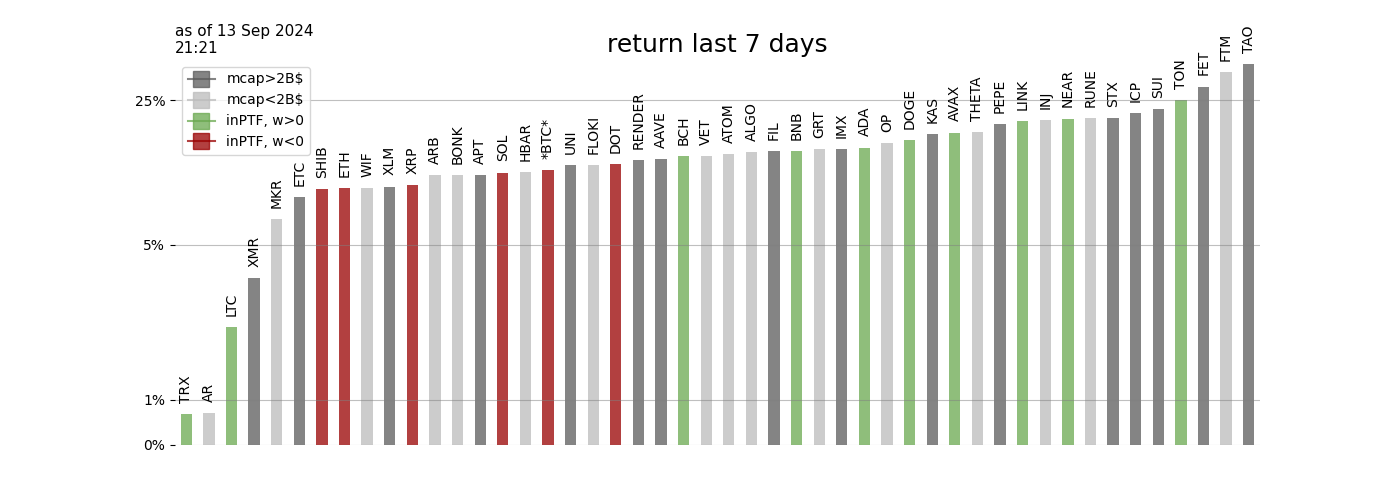 as of 13 Sep 2024
21:21
return last 7 days
mcap>2B$
mcap<2B$
inPTF, w>0
inPTF, w<0
25%
5%
1%
0%
TRX
AR
LTC
XMR
MKR
ETC
SHIB
ETH
WIF
XLM
XRP
ARB
BONK
APT
SOL
HBAR
*BTC*
UNI
FLOKI
DOT
RENDER
AAVE
BCH
VET
ATOM
ALGO
FIL
BNB
GRT
IMX
ADA
OP
DOGE
KAS
AVAX
THETA
PEPE
LINK
INJ
NEAR
RUNE
STX
ICP
SUI
TON
FET
FTM
TAO